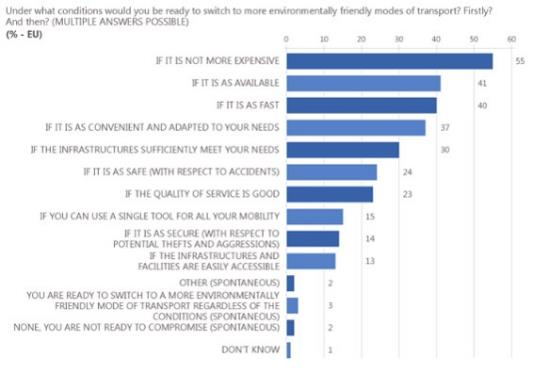 Under what conditions would you be ready to switch to more environmentally friendly modes of transport? Firstly?
And then? (MULTIPLE ANSWERS POSSIBLE)
(% - EU)
0 10 20 30 40 50 60
IF IT IS NOT MORE EXPENSIVE 55
IF IT IS AS AVAILABLE 41
IF IT IS AS FAST 40
IF IT IS AS CONVENIENT AND ADAPTED TO YOUR NEEDS 37
IF THE INFRASTRUCTURES SUFFICIENTLY MEET YOUR NEEDS 30
IF IT IS AS SAFE (WITH RESPECT TO ACCIDENTS) 24
IF THE QUALITY OF SERVICE IS GOOD 23
IF YOU CAN USE A SINGLE TOOL FOR ALL YOUR MOBILITY 15
IF IT IS AS SECURE (WITH RESPECT TO
POTENTIAL THEFTS AND AGGRESSIONS) 14
IF THE INFRASTRUCTURES AND
FACILITIES ARE EASILY ACCESSIBLE 13
OTHER (SPONTANEOUS) 2
YOU ARE READY TO SWITCH TO A MORE ENVIRONMENTALLY
FRIENDLY MODE OF TRANSPORT REGARDLESS OF THE 3
CONDITIONS (SPONTANEOUS)
NONE, YOU ARE NOT READY TO COMPROMISE (SPONTANEOUS) 2
DON'T KNOW 1